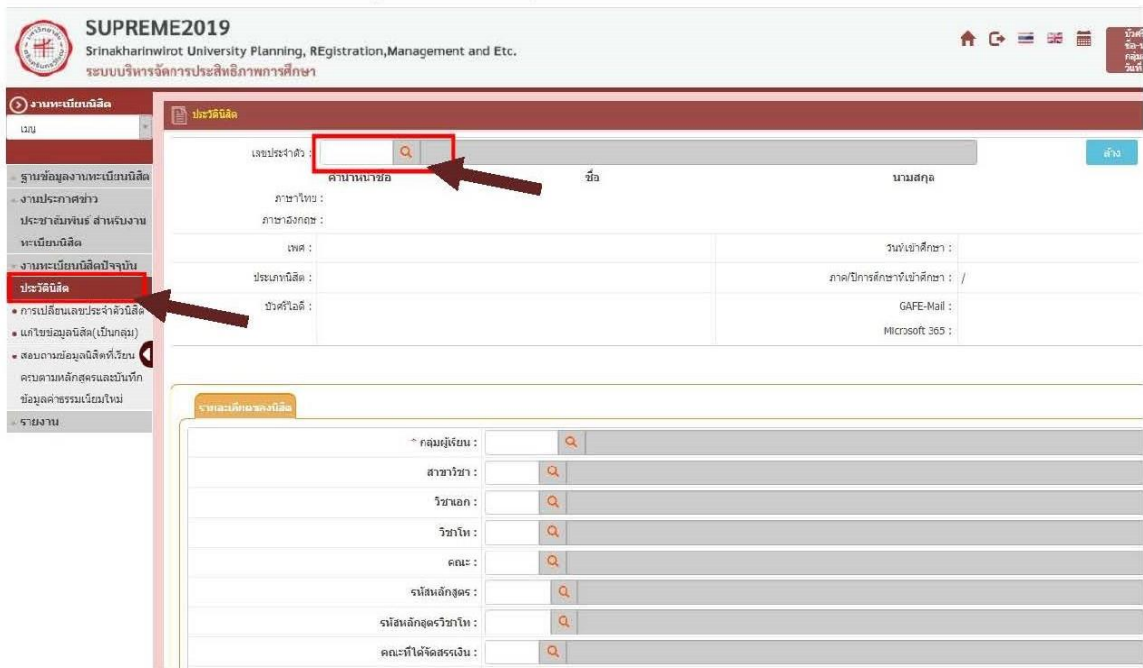 SUPREME2019
Srinakharinwirot University Planning, REgistration,Management and Etc.
ระบบบริหารจัดการประสิทธิภาพการศึกษา
งานทะเบียนนิสิต
เมนู
ฐานข้อมูลงานทะเบียนนิสิต
งานประกาศข่าว
ประชาสัมพันธ์ สำหรับงาน
ทะเบียนนิสิต
งานทะเบียนนิสิตปัจจุบัน
ประวัตินิสิต
การเปลี่ยนเลขประจำตัวนิสิต
แก้ไขข้อมูลนิสิต(เป็นกลุ่ม)
สอบถามข้อมูลนิสิตที่เรียน
ครบตามหลักสูตรและบันทึก
ข้อมูลค่าธรรมเนียมใหม่
รายงาน
ประวัตินิสิต
เลขประจำตัว :
ล้าง
คำนำหน้าชื่อ ชื่อ นามสกุล
ภาษาไทย :
ภาษาอังกฤษ :
เพศ : วันที่เข้าศึกษา :
ประเภทนิสิต : ภาค/ปีการศึกษาที่เข้าศึกษา : /
บัวศรีไอดี : GAFE-Mail :
Microsoft 365 :
รายละเอียดของนิสิต
* กลุ่มผู้เรียน :
สาขาวิชา :
วิชาเอก :
วิชาโท :
คณะ :
รหัสหลักสูตร :
รหัสหลักสูตรวิชาโท :
คณะที่ได้จัดสรรเงิน :